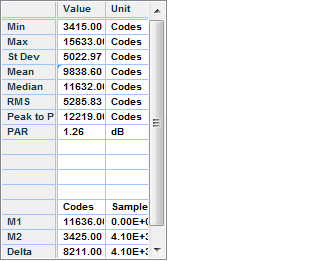 Value Unit
Min 3415.00 Codes
Max 15633.00 Codes
St Dev 5022.97 Codes
Mean 9838.60 Codes
Median 11632.00 Codes
RMS 5285.83 Codes
Peak to P 12219.00 Codes
PAR 1.26 dB
Codes Sample
M1 11636.00 0.00E+0
M2 3425.00 4.10E+3
Delta 8211.00 4.10E+3